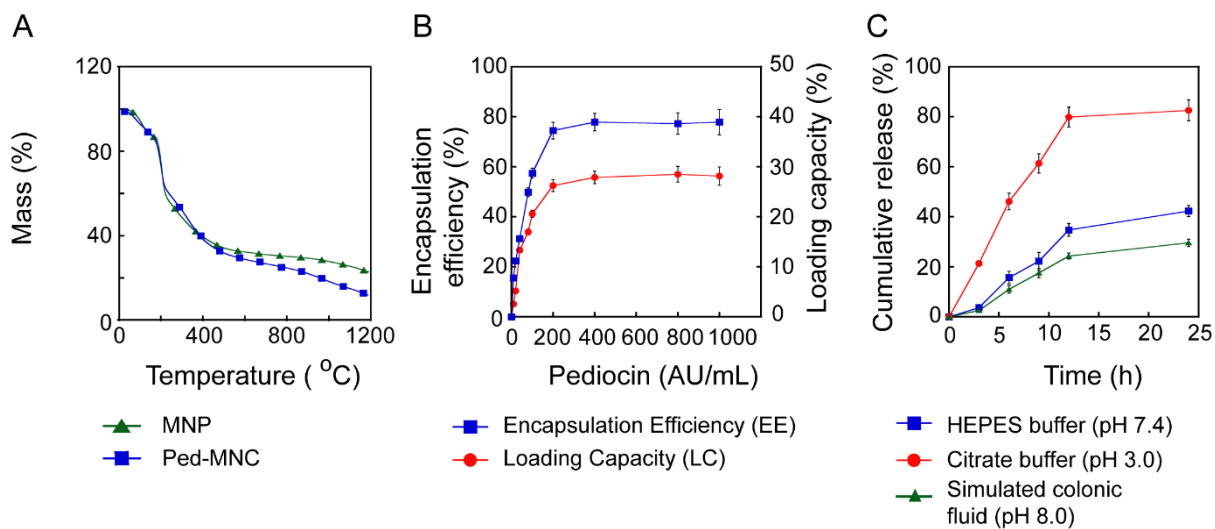 A
Mass (%)
120
80
40
0
0 200 400 600 800 1200
Temperature ( °C)
MNP
Ped-MNC
B
Encapsulation
efficiency (%)
100
80
60
40
20
0
50
40
30
20
10
0
Loading capacity (%)
0 200 400 600 800 1000
Pediocin (AU/mL)
Encapsulation Efficiency (EE)
Loading Capacity (LC)
C
Cumulative release (%)
100
80
60
40
20
0
0 5 10 15 20 25
Time (h)
HEPES buffer (pH 7.4)
Citrate buffer (pH 3.0)
Simulated colonic
fluid (pH 8.0)